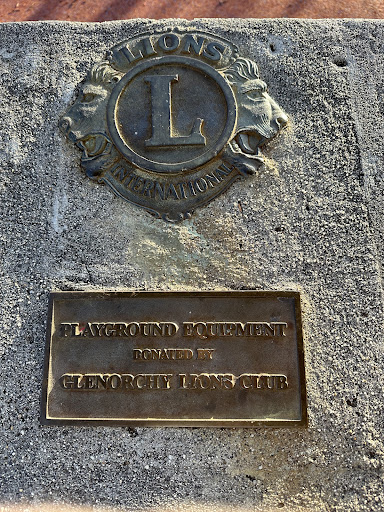 LIONS
L
INTERNATIONAL
PLAYGROUND EQUIPMENT
DONATED BY
GLENORCHY LIONS CLUB